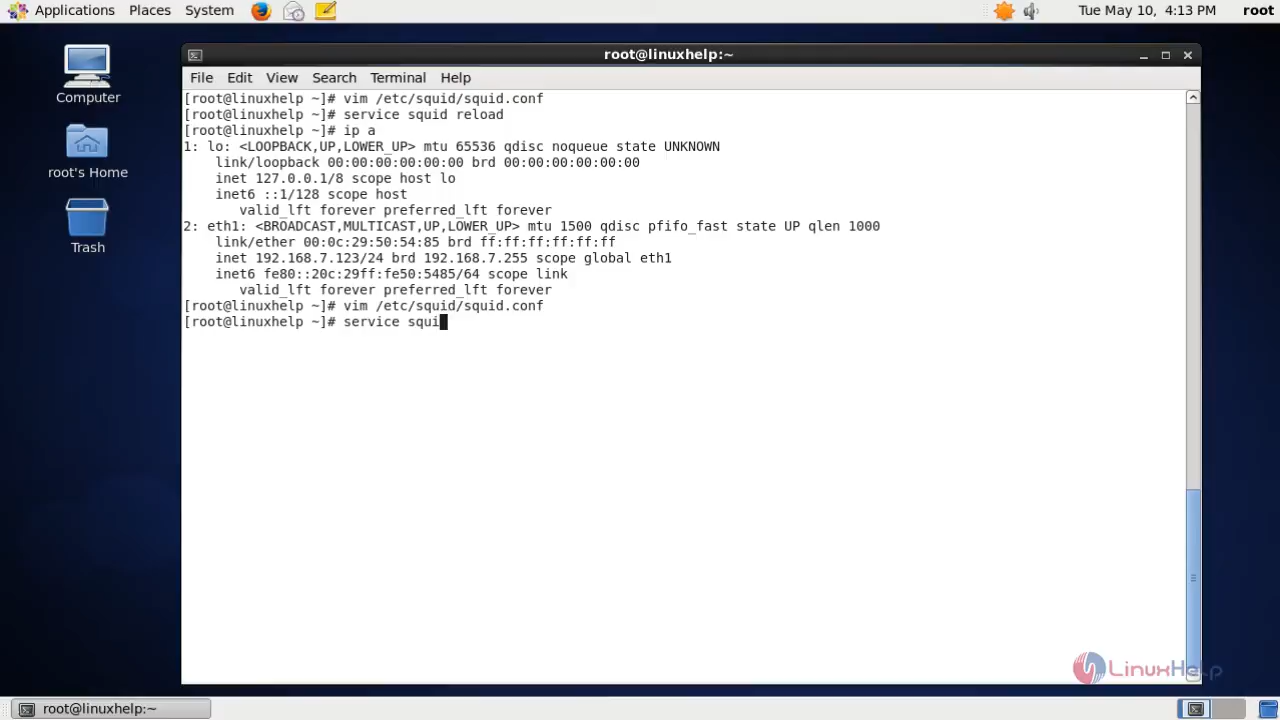 Applications Places System Tue May 10, 4:13 PM root
root@linuxhelp:~
File Edit View Search Terminal Help
Computer
root's Home
Trash
[root@linuxhelp ~]# vim /etc/squid/squid.conf
[root@linuxhelp ~]# service squid reload
[root@linuxhelp ~]# ip a
1: lo: <LOOPBACK,UP,LOWER_UP> mtu 65536 qdisc noqueue state UNKNOWN
    link/loopback 00:00:00:00:00:00 brd 00:00:00:00:00:00
    inet 127.0.0.1/8 scope host lo
    inet6 ::1/128 scope host
       valid_lft forever preferred_lft forever
2: eth1: <BROADCAST,MULTICAST,UP,LOWER_UP> mtu 1500 qdisc pfifo_fast state UP qlen 1000
    link/ether 00:0c:29:50:54:85 brd ff:ff:ff:ff:ff:ff
    inet 192.168.7.123/24 brd 192.168.7.255 scope global eth1
    inet6 fe80::20c:29ff:fe50:5485/64 scope link
       valid_lft forever preferred_lft forever
[root@linuxhelp ~]# vim /etc/squid/squid.conf
[root@linuxhelp ~]# service squi
LinuxHelp
root@linuxhelp:~